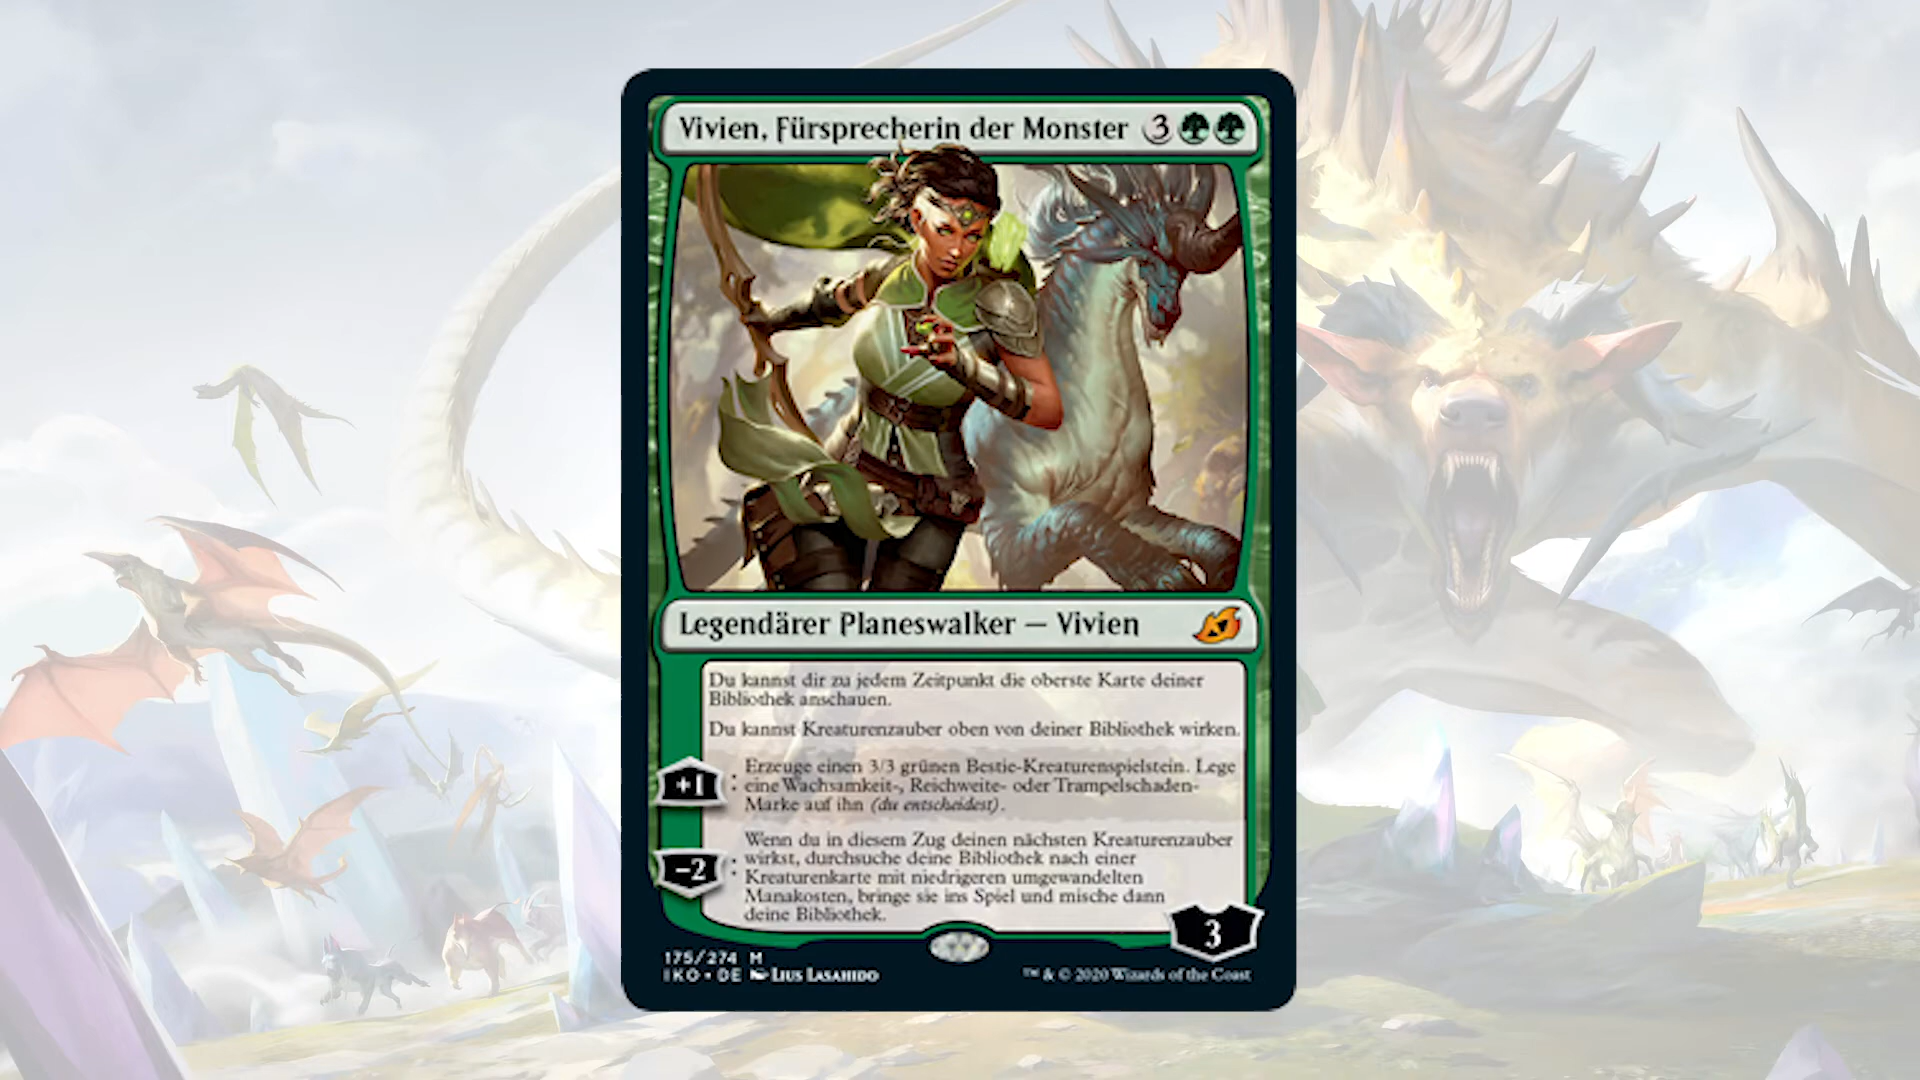 Vivien, Fürsprecherin der Monster 3
Legendärer Planeswalker — Vivien
Du kannst dir zu jedem Zeitpunkt die oberste Karte deiner
Bibliothek anschauen.
Du kannst Kreaturenzauber oben von deiner Bibliothek wirken.
+1 : Erzeuge einen 3/3 grünen Bestie-Kreaturenspielstein. Lege
eine Wachsamkeit-, Reichweite- oder Trampelschaden-
Marke auf ihn (du entscheidest).
−2 : Wenn du in diesem Zug deinen nächsten Kreaturenzauber
wirkst, durchsuche deine Bibliothek nach einer
Kreaturenkarte mit niedrigeren umgewandelten
Manakosten, bringe sie ins Spiel und mische dann
deine Bibliothek.
3
175/274 M
IKO • DE Lius Lasahido
™ & © 2020 Wizards of the Coast